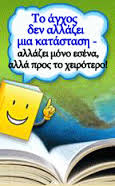 Το άγχος
δεν αλλάζει
μια κατάσταση -
αλλάζει μόνο εσένα,
αλλά προς το χειρότερο!